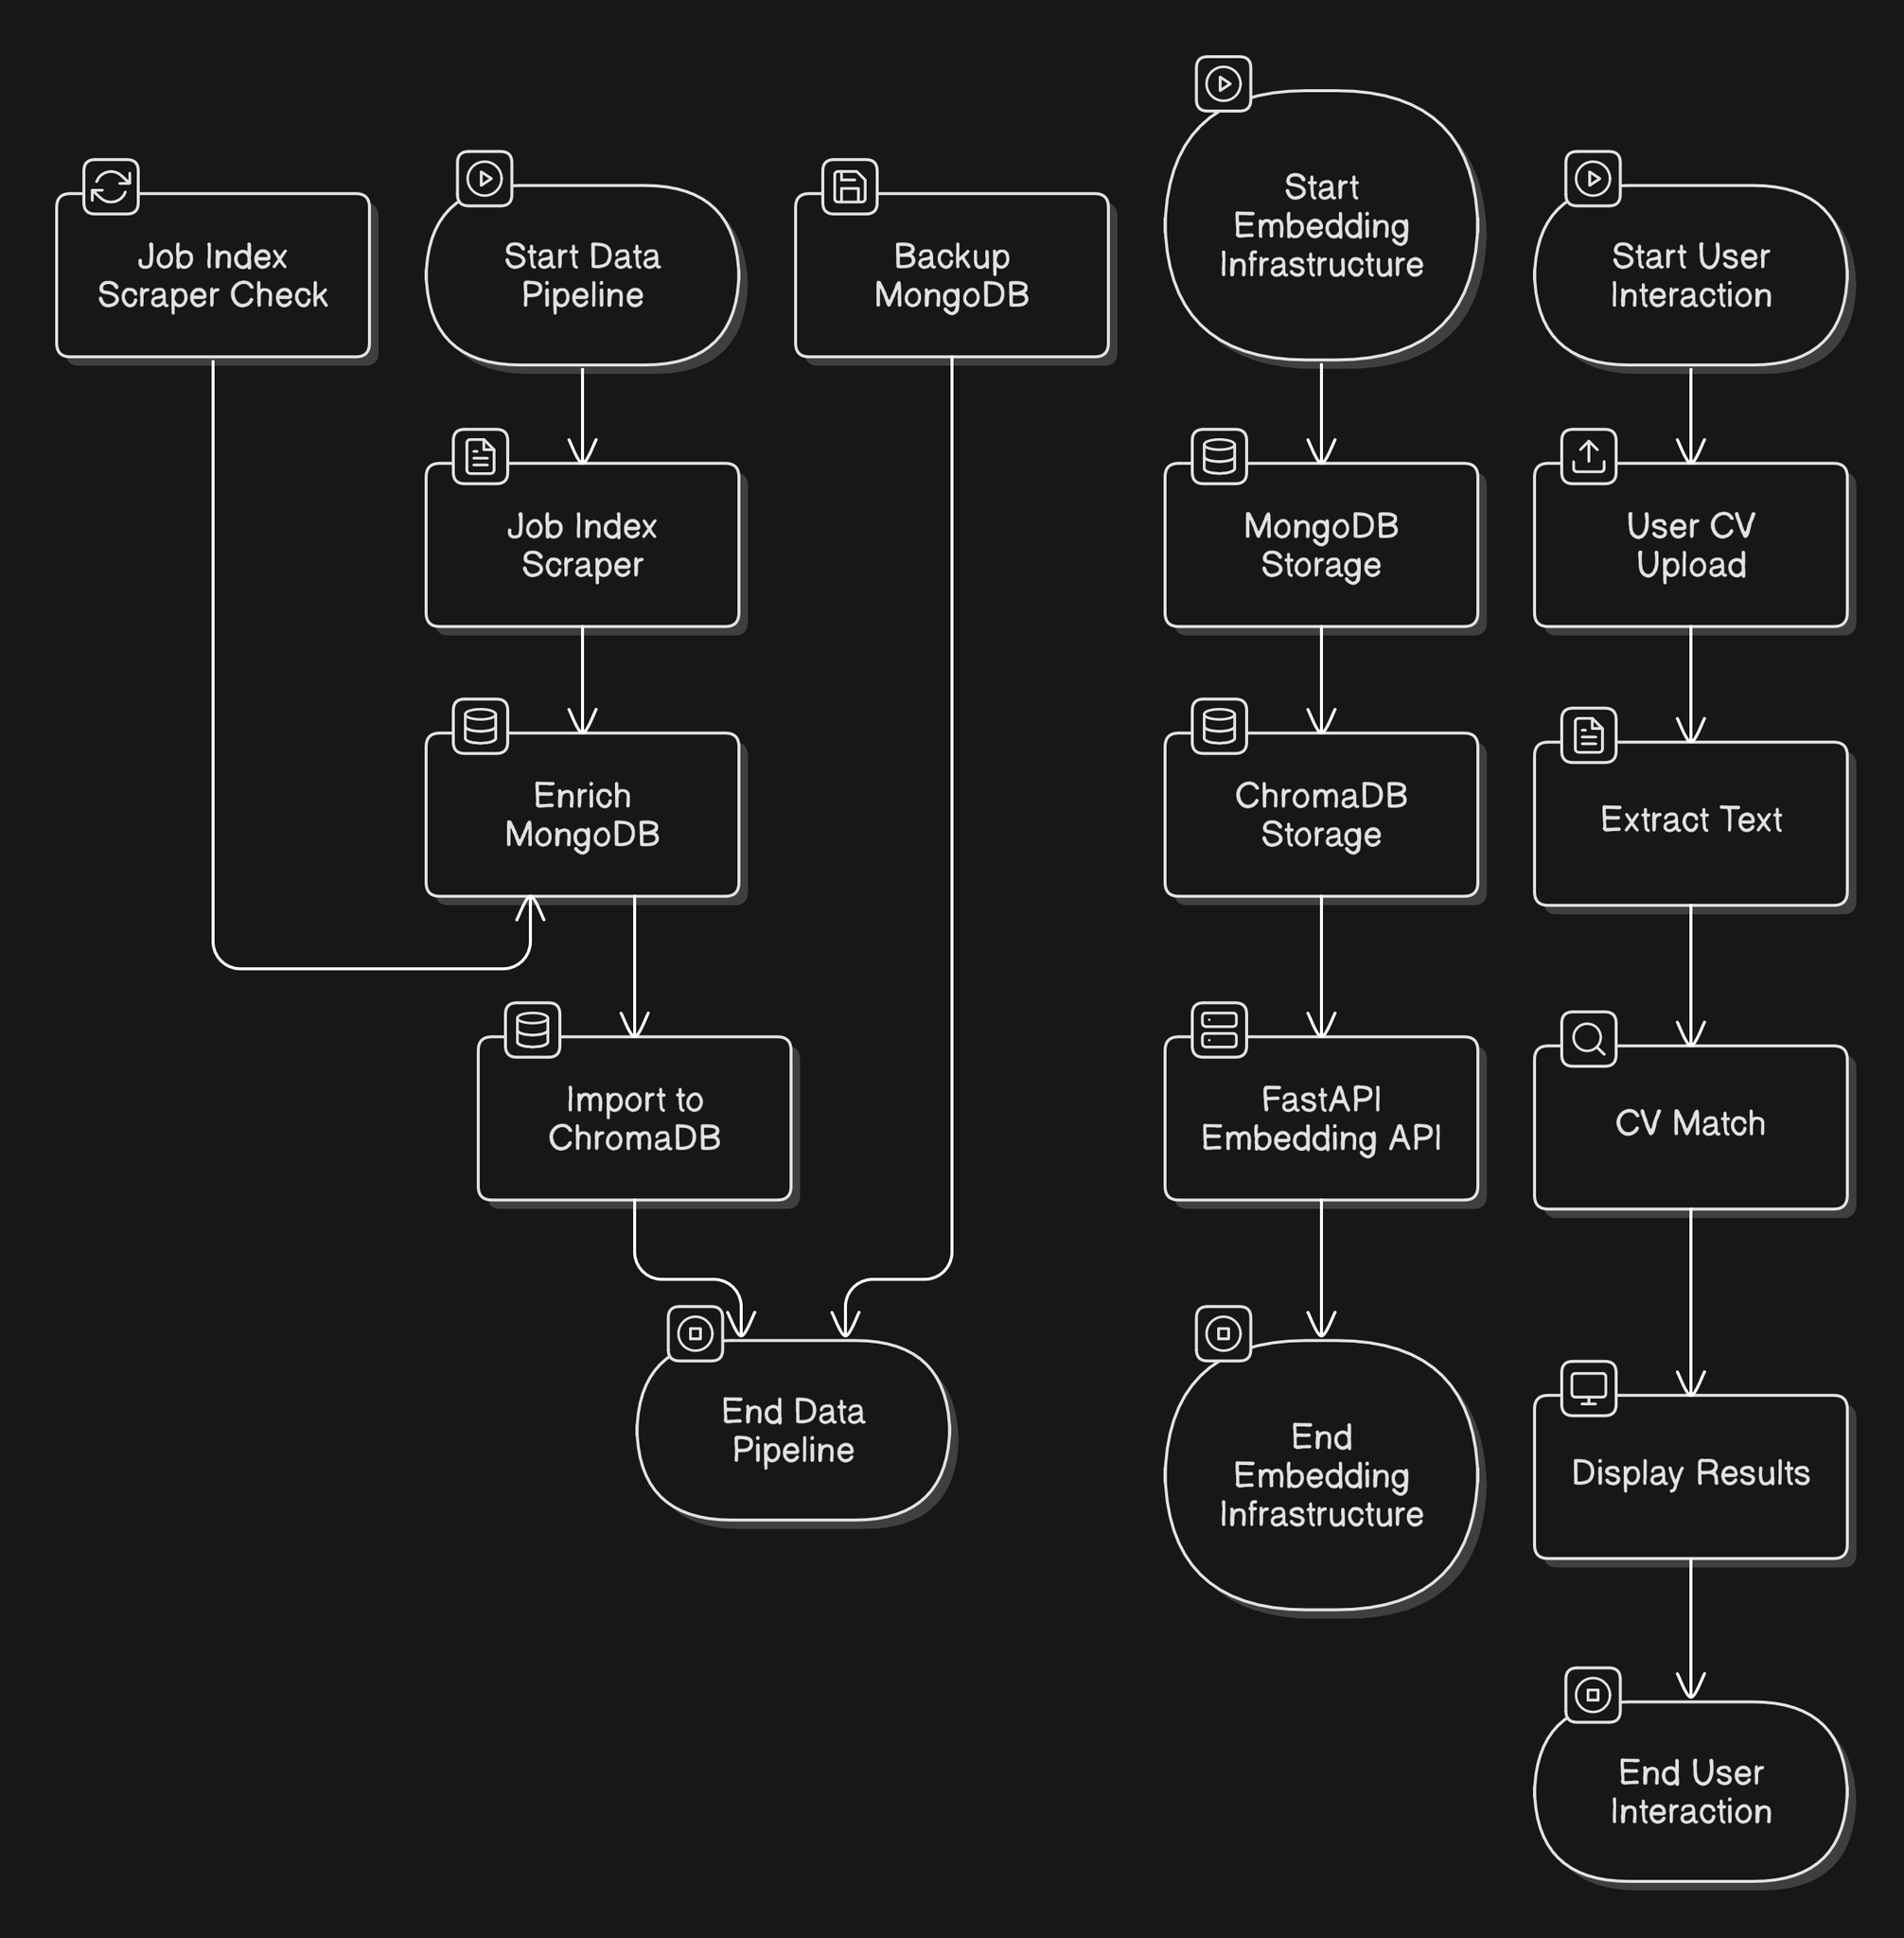 Job Index
Scraper Check
Start Data
Pipeline
Backup
MongoDB
Start
Embedding
Infrastructure
Start User
Interaction
Job Index
Scraper
MongoDB
Storage
User CV
Upload
Enrich
MongoDB
ChromaDB
Storage
Extract Text
Import to
ChromaDB
FastAPI
Embedding API
CV Match
End Data
Pipeline
End
Embedding
Infrastructure
Display Results
End User
Interaction